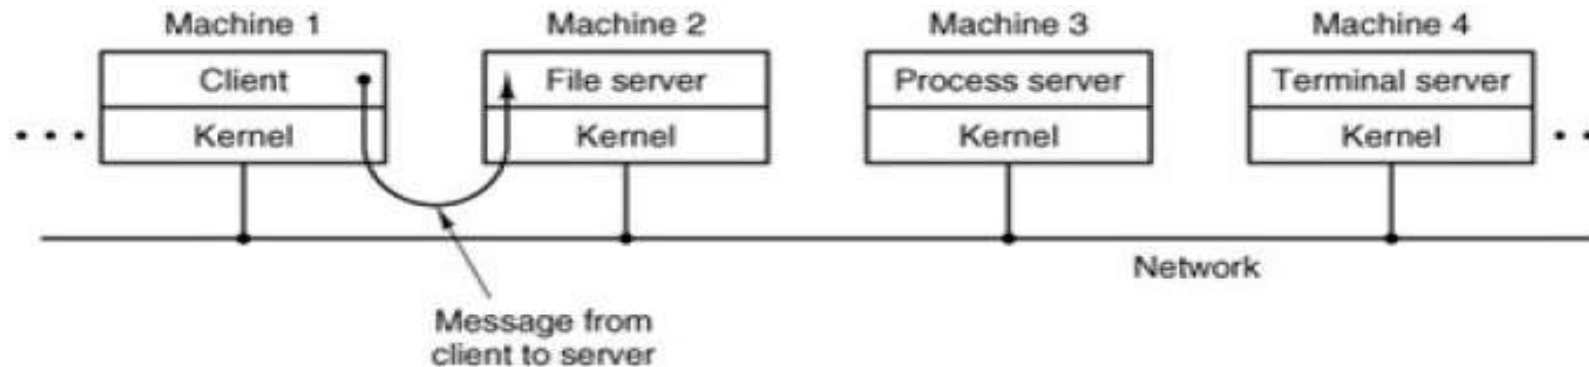 Machine 1
Machine 2
Machine 3
Machine 4
Client
File server
Process server
Terminal server
Kernel
Kernel
Kernel
Kernel
Network
Message from
client to server